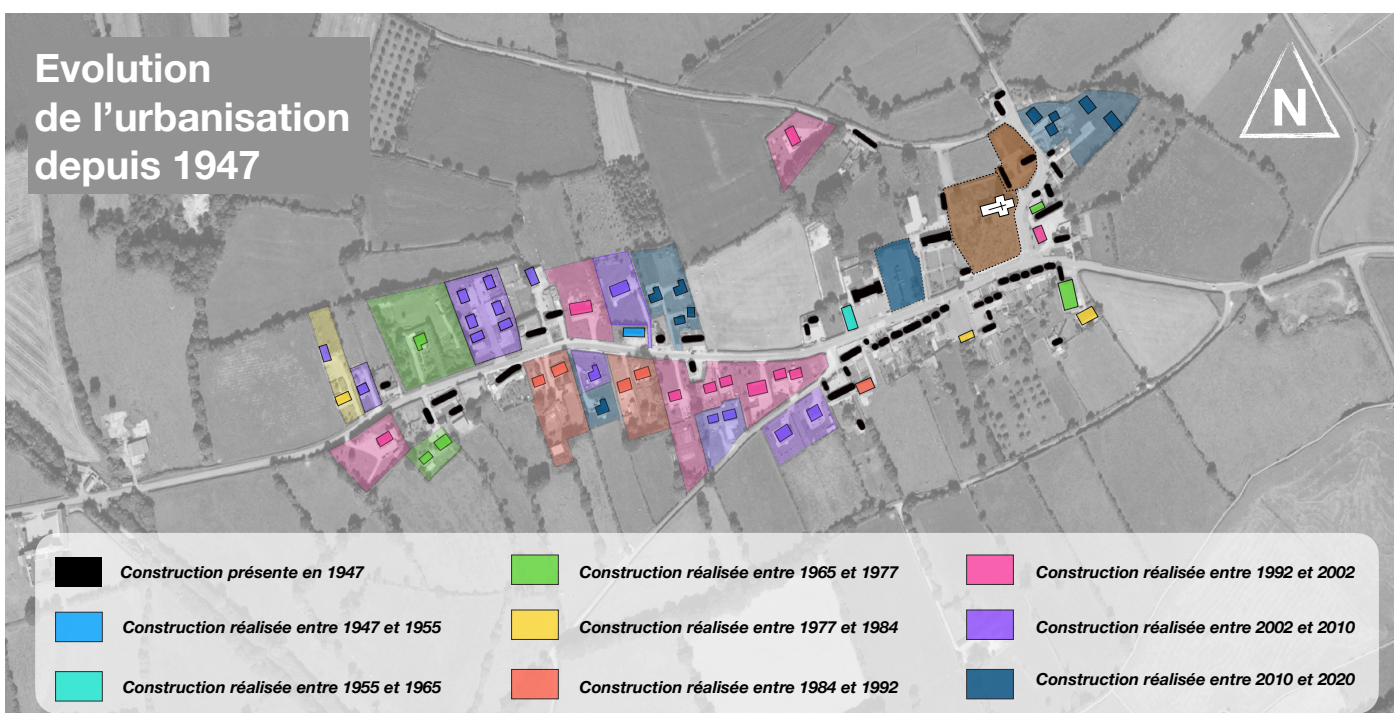 Evolution
de l’urbanisation
depuis 1947
N
Construction présente en 1947
Construction réalisée entre 1947 et 1955
Construction réalisée entre 1955 et 1965
Construction réalisée entre 1965 et 1977
Construction réalisée entre 1977 et 1984
Construction réalisée entre 1984 et 1992
Construction réalisée entre 1992 et 2002
Construction réalisée entre 2002 et 2010
Construction réalisée entre 2010 et 2020